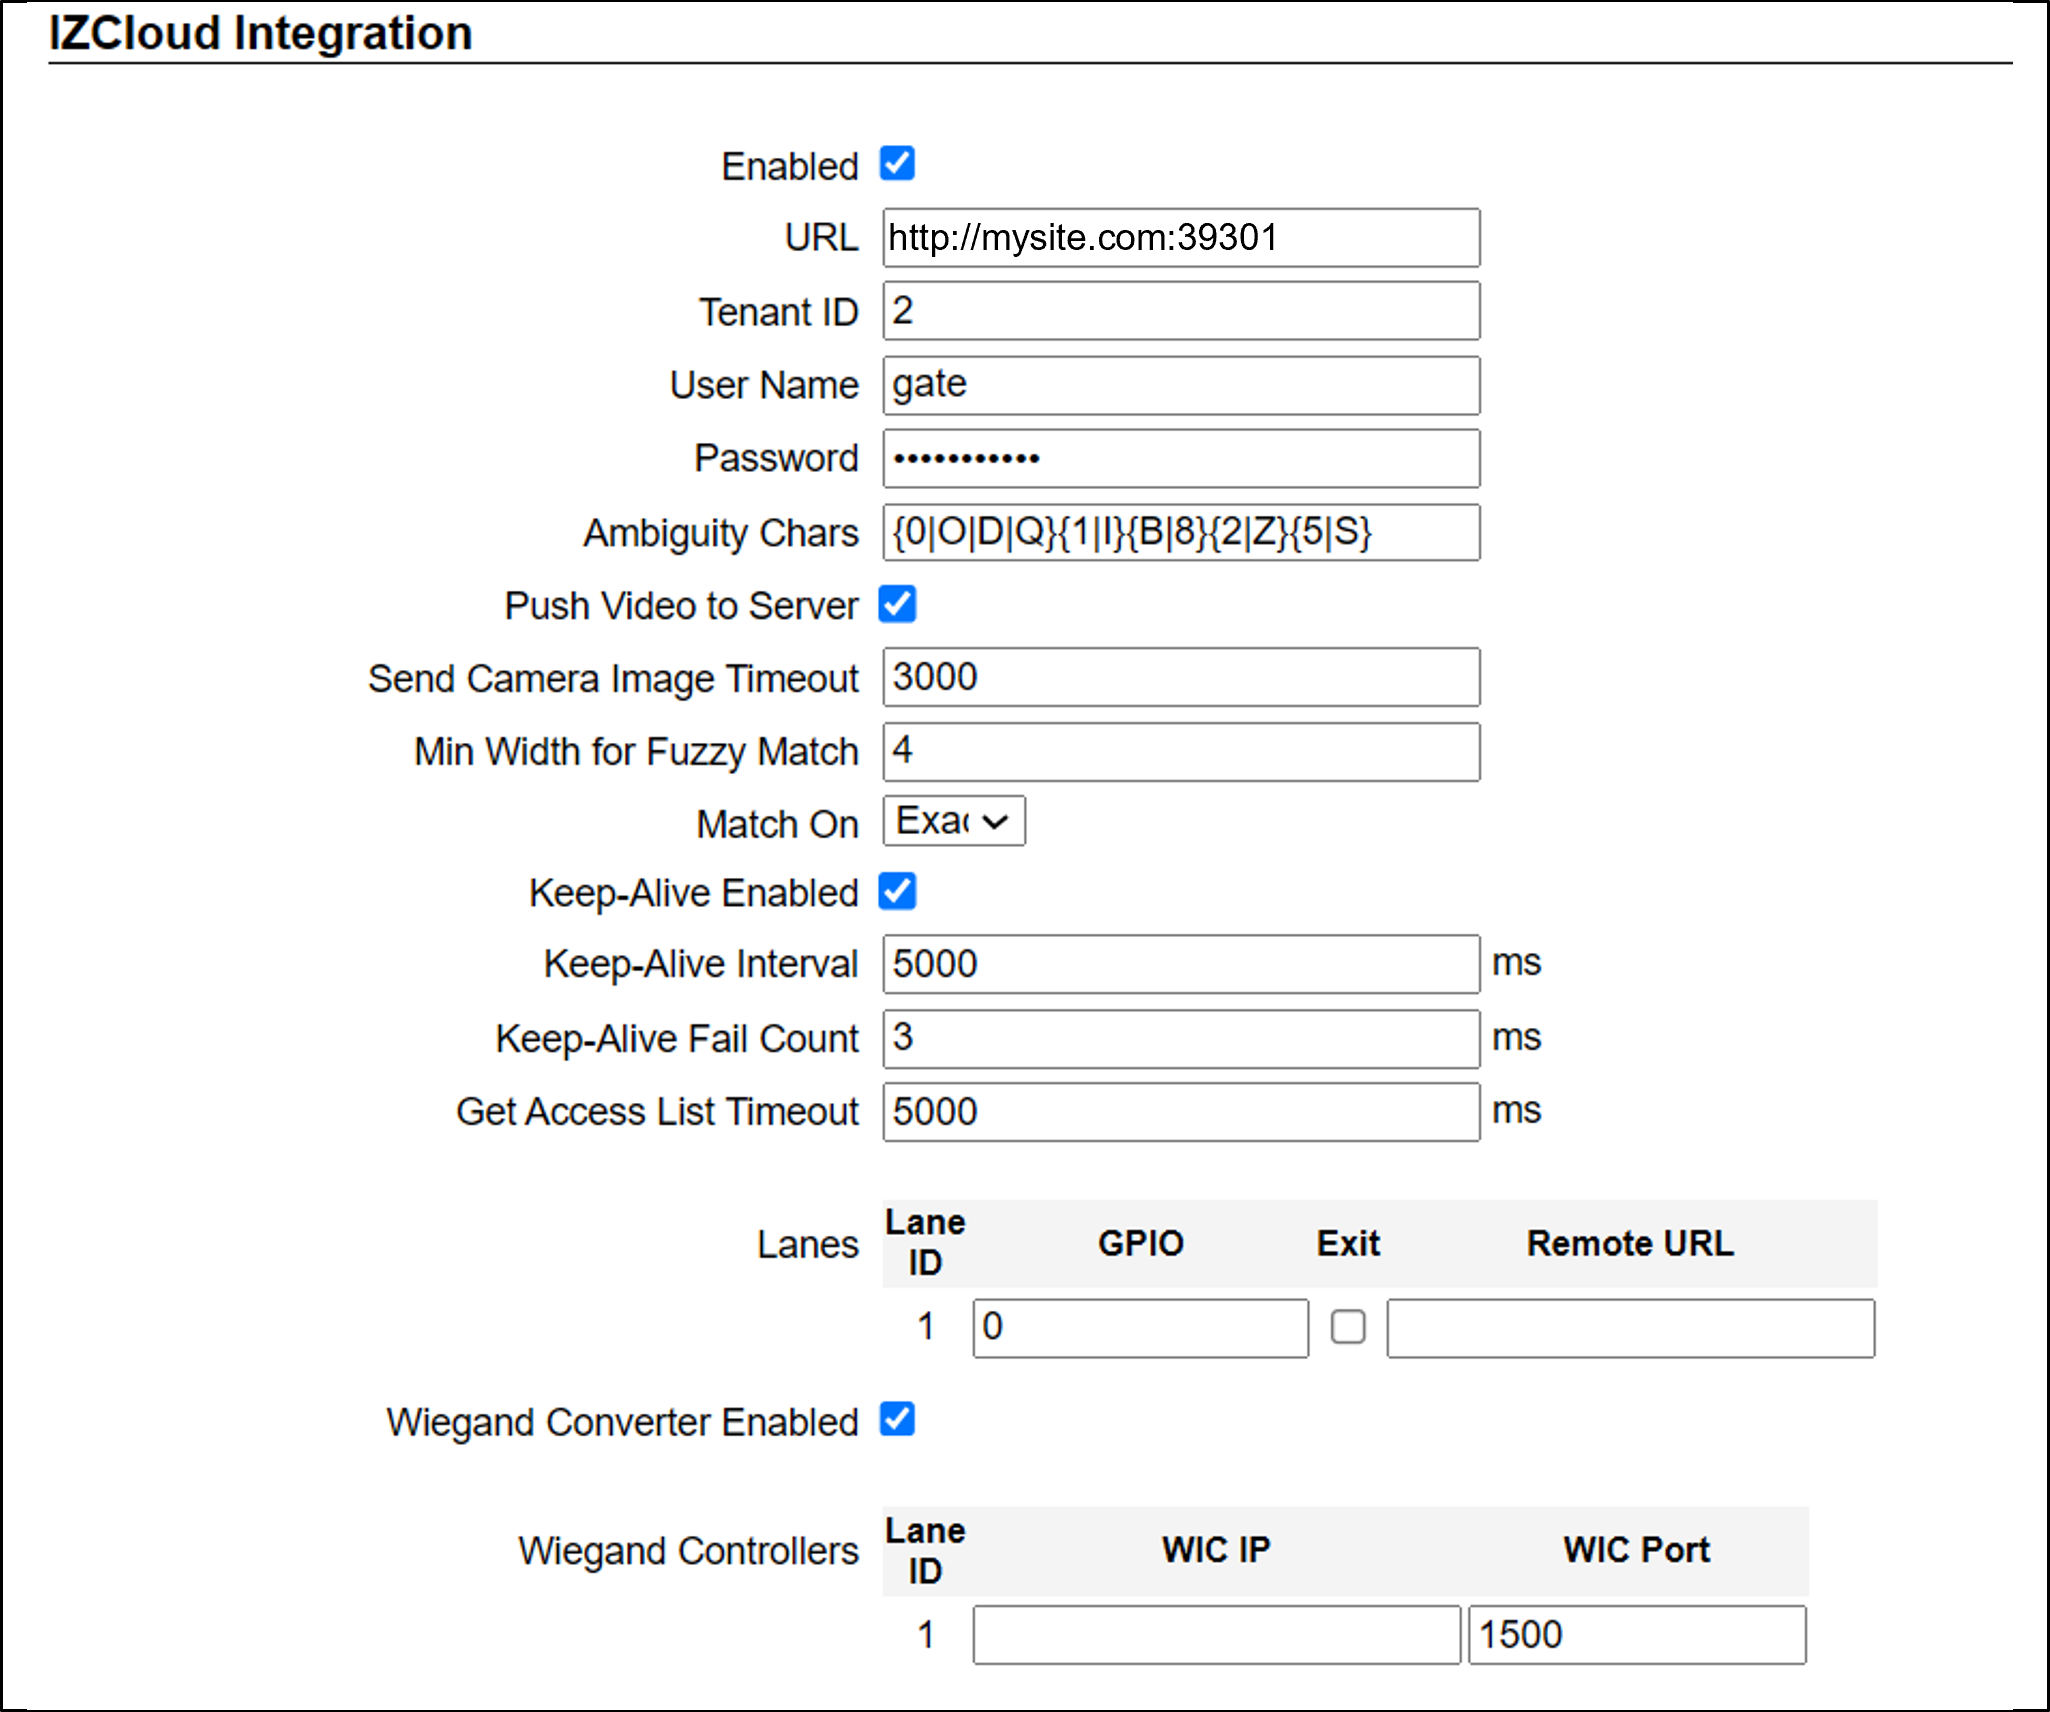 IZCloud Integration
Enabled
URL http://mysite.com:39301
Tenant ID 2
User Name gate
Password •••••••••••
Ambiguity Chars {0|O|D|Q}{1|I}{B|8}{2|Z}{5|S}
Push Video to Server
Send Camera Image Timeout 3000
Min Width for Fuzzy Match 4
Match On Exac
Keep-Alive Enabled
Keep-Alive Interval 5000 ms
Keep-Alive Fail Count 3 ms
Get Access List Timeout 5000 ms
Lanes Lane ID GPIO Exit Remote URL
1 0
Wiegand Converter Enabled
Wiegand Controllers Lane ID WIC IP WIC Port
1 1500